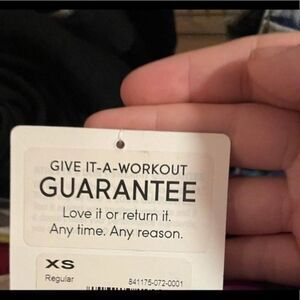 GIVE IT-A-WORKOUT
GUARANTEE
Love it or return it.
Any time. Any reason.
XS
Regular
841175-072-0001